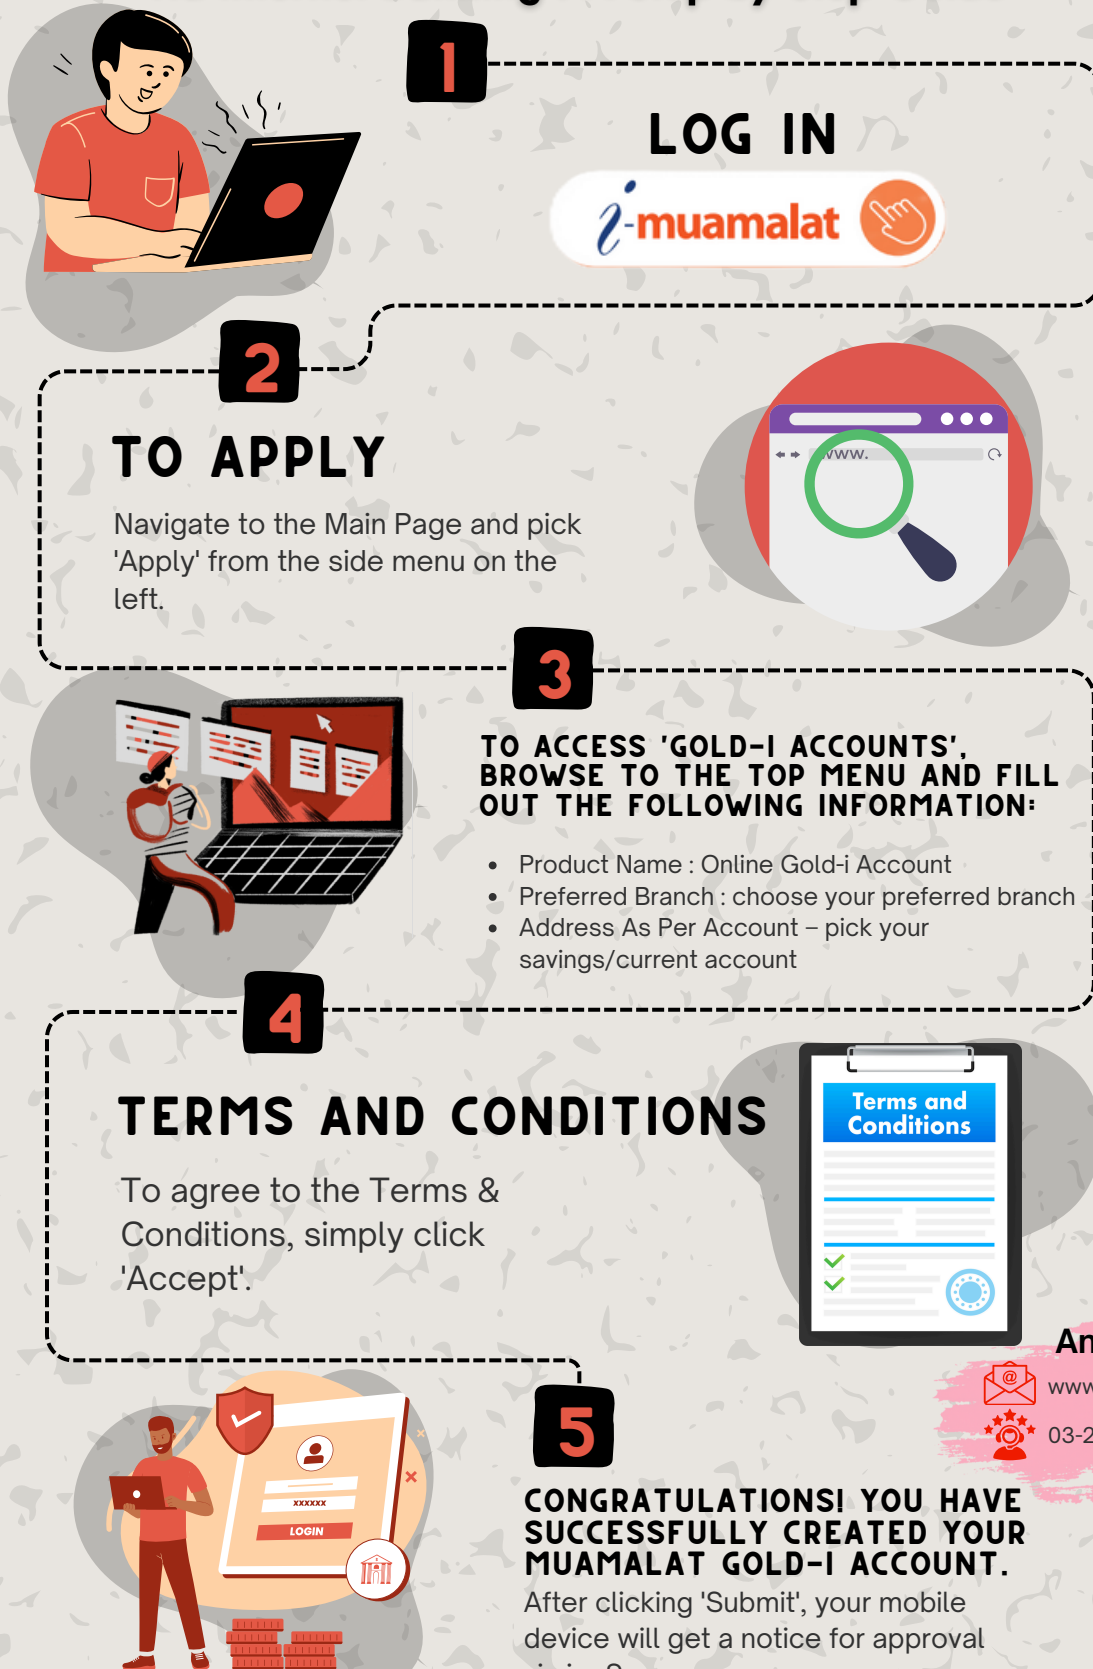 1
LOG IN
i-muamalat
2
TO APPLY
Navigate to the Main Page and pick
'Apply' from the side menu on the
left.
www.
3
TO ACCESS 'GOLD-I ACCOUNTS',
BROWSE TO THE TOP MENU AND FILL
OUT THE FOLLOWING INFORMATION:
• Product Name : Online Gold-i Account
• Preferred Branch : choose your preferred branch
• Address As Per Account – pick your
savings/current account
4
TERMS AND CONDITIONS
To agree to the Terms &
Conditions, simply click
'Accept'.
Terms and
Conditions
An
www
03-2
5
XXXXXX
LOGIN
CONGRATULATIONS! YOU HAVE
SUCCESSFULLY CREATED YOUR
MUAMALAT GOLD-I ACCOUNT.
After clicking 'Submit', your mobile
device will get a notice for approval